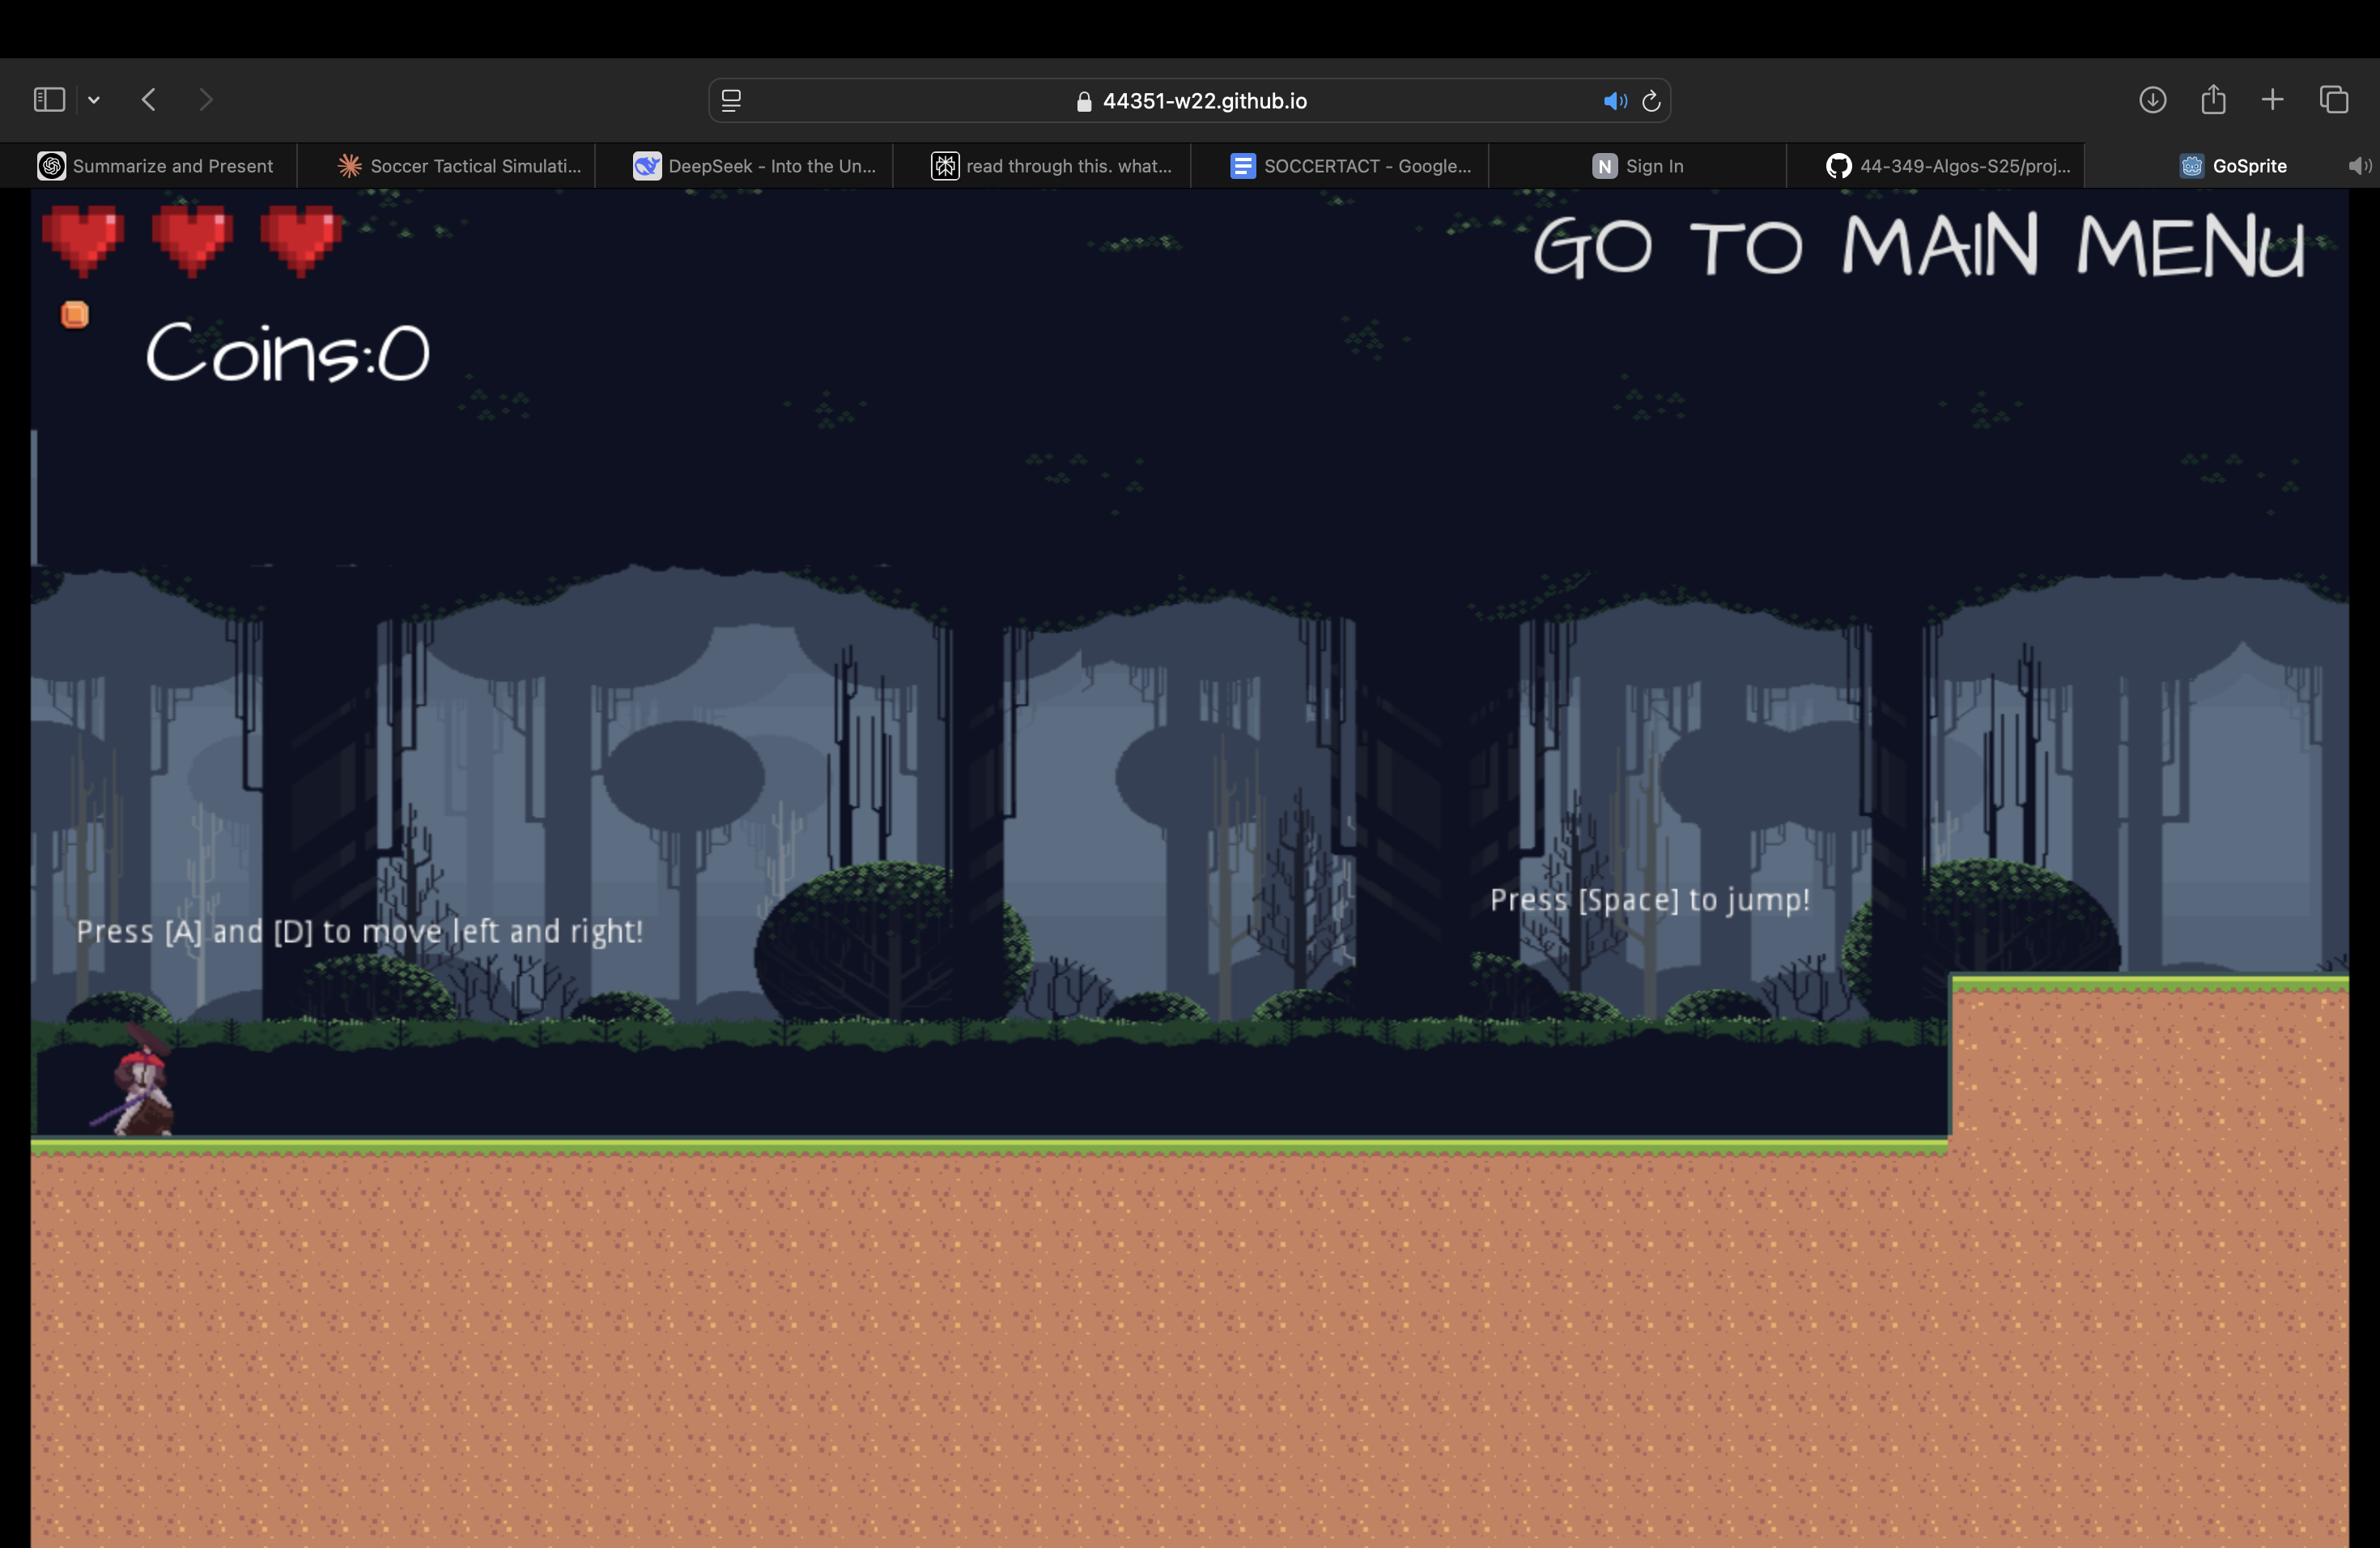 44351-w22.github.io
Summarize and Present
Soccer Tactical Simulati...
DeepSeek - Into the Un...
read through this. what...
SOCCERTACT - Google...
N Sign In
44-349-Algos-S25/proj...
GoSprite
GO TO MAIN MENU
Coins:0
Press [A] and [D] to move left and right!
Press [Space] to jump!